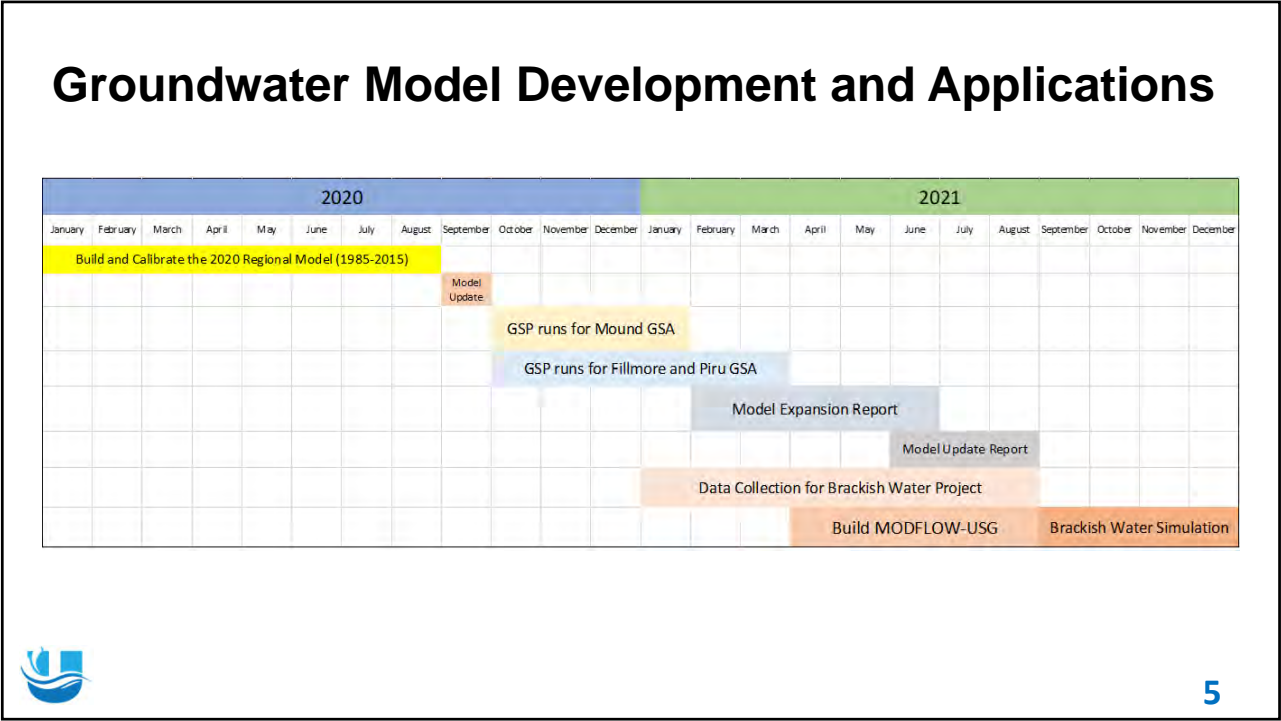 Groundwater Model Development and Applications
2020 2021
January February March April May June July August September October November December January February March April May June July August September October November December
Build and Calibrate the 2020 Regional Model (1985-2015)
Model
Update
GSP runs for Mound GSA
GSP runs for Fillmore and Piru GSA
Model Expansion Report
Model Update Report
Data Collection for Brackish Water Project
Build MODFLOW-USG Brackish Water Simulation
5